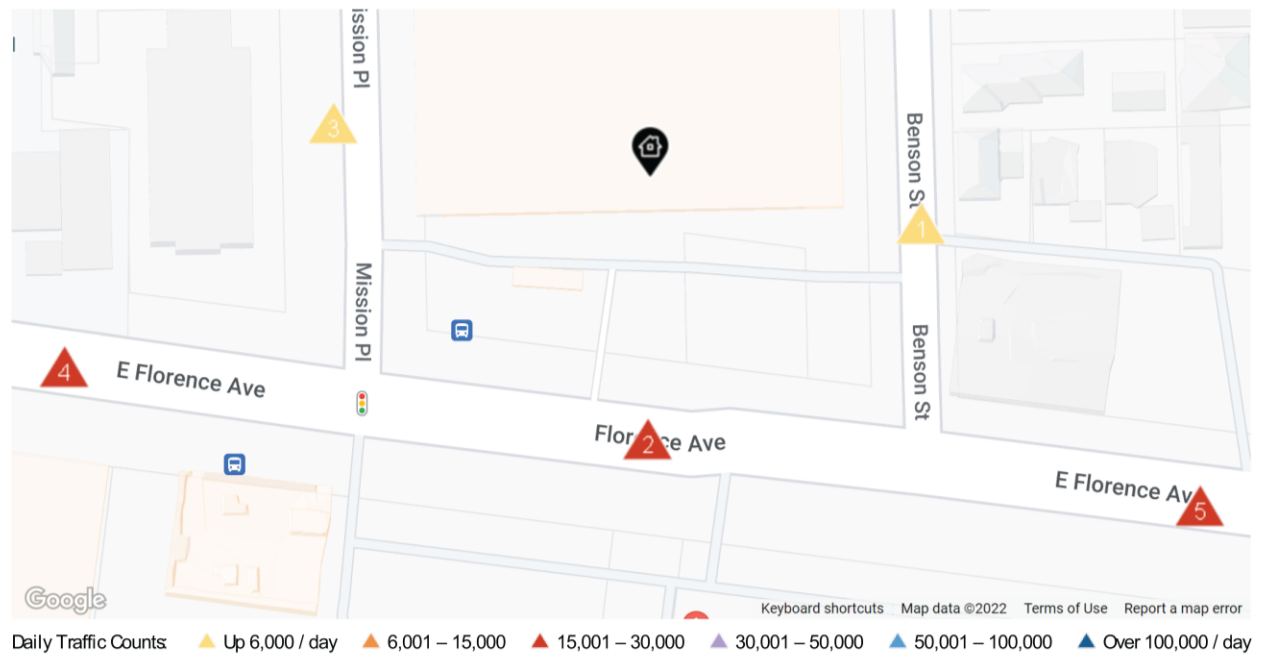 ission Pl
3
Benson St
1
Mission Pl
Benson St
4
E Florence Ave
Flor
2
ce Ave
E Florence Av
5
Google
Keyboard shortcuts Map data ©2022 Terms of Use Report a map error
Daily Traffic Counts: Up 6,000 / day 6,001 – 15,000 15,001 – 30,000 30,001 – 50,000 50,001 – 100,000 Over 100,000 / day